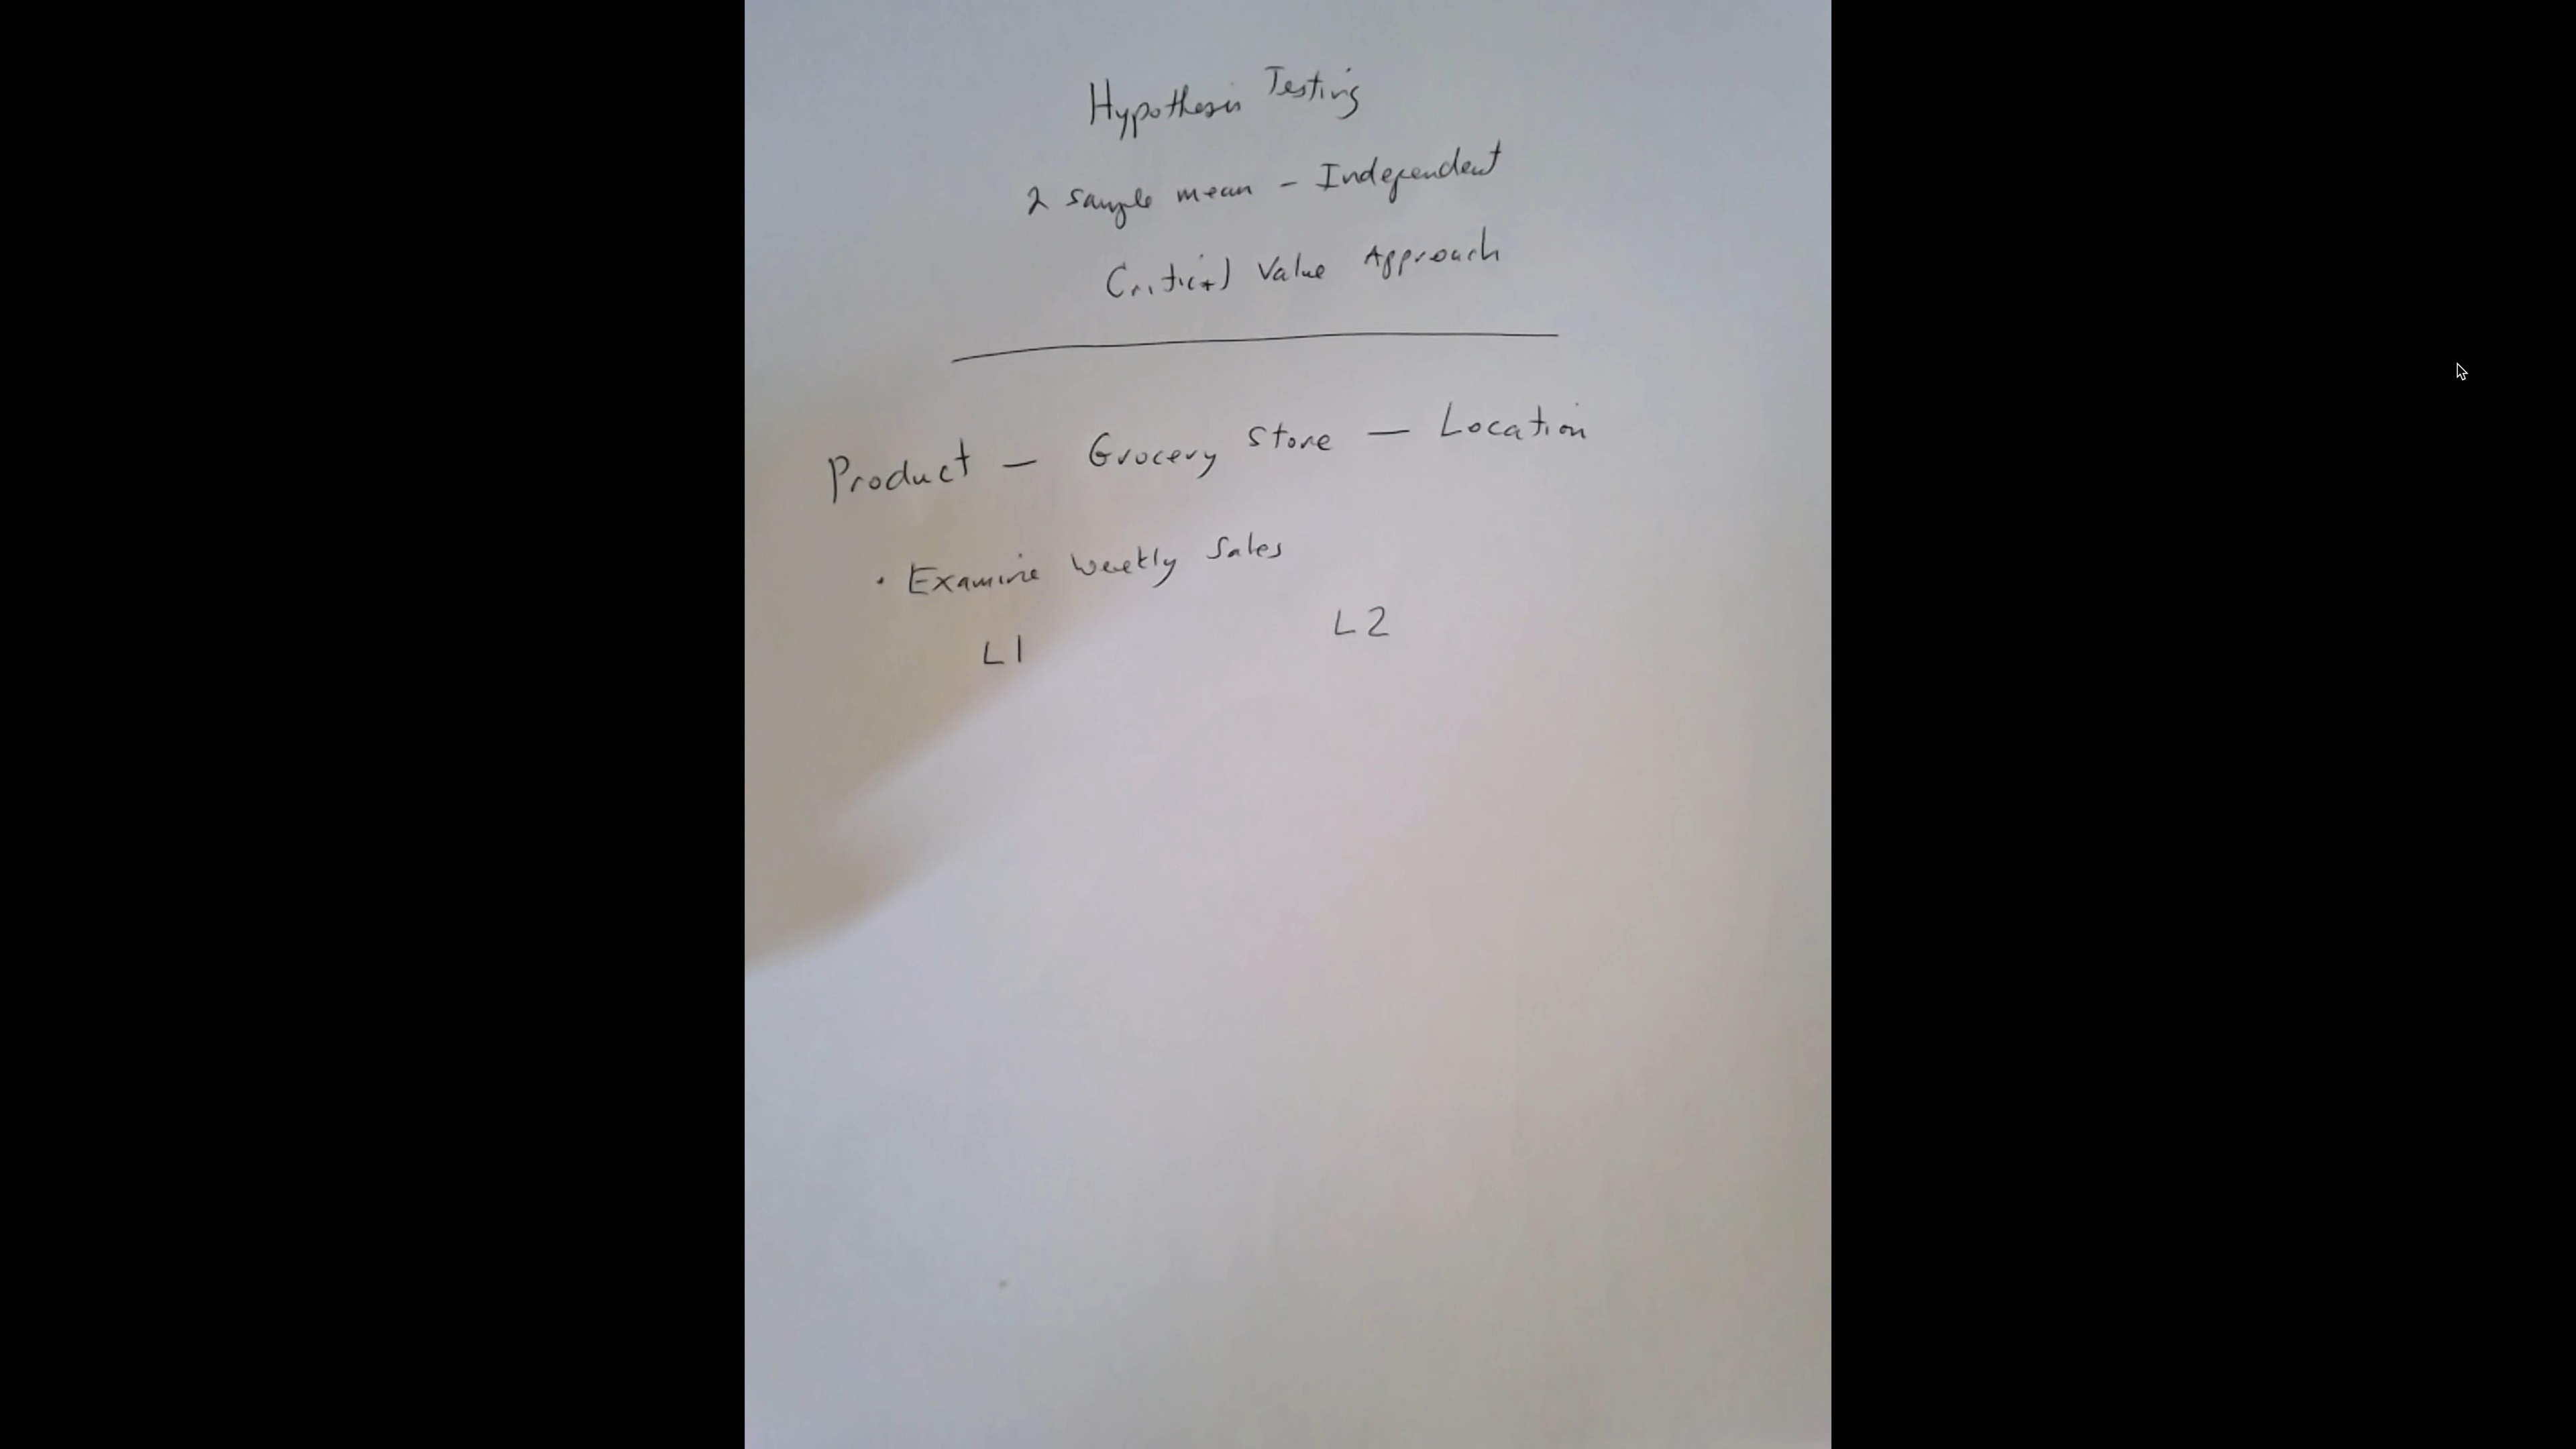 Hypothesis Testing
2 sample mean - Independent
Critical Value Approach
Product - Grocery Store - Location
• Examine weekly Sales
L1 L2